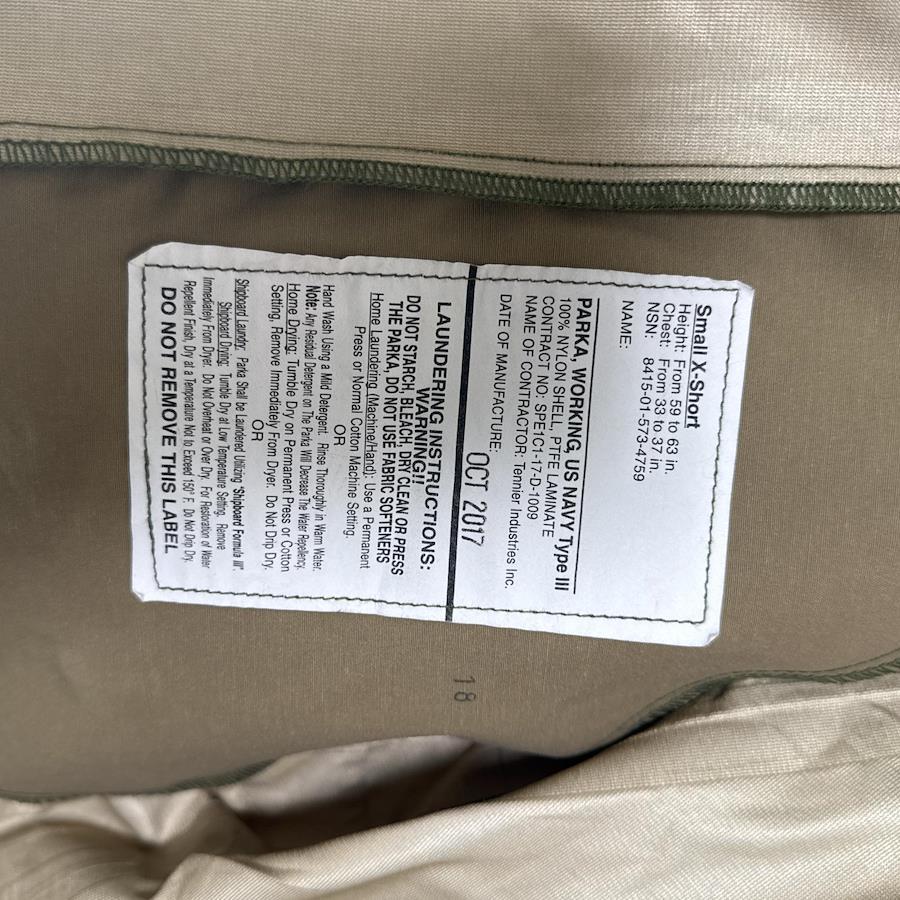 Small X-Short
Height: From 59 to 63 in.
Chest: From 33 to 37 in.
NSN: 8415-01-573-4759
NAME:
PARKA, WORKING, US NAVY Type III
100% NYLON SHELL, PTFE LAMINATE
CONTRACT NO: SPE1C1-17-D-1009
NAME OF CONTRACTOR: Tennier Industries Inc.
DATE OF MANUFACTURE:
OCT 2017
LAUNDERING INSTRUCTIONS:
WARNING!!
DO NOT STARCH, BLEACH, DRY CLEAN OR PRESS
THE PARKA, DO NOT USE FABRIC SOFTENERS
Home Laundering (Machine/Hand): Use a Permanent
Press or Normal Cotton Machine Setting.
OR
Hand Wash Using a Mild Detergent. Rinse Thoroughly in Warm Water.
Note: Any Residual Detergent on The Parka Will Decrease The Water Repellency.
Home Drying: Tumble Dry on Permanent Press or Cotton
Setting, Remove Immediately From Dryer. Do Not Drip Dry.
OR
Shipboard Laundry: Parka Shall be Laundered Utilizing "Shipboard Formula III".
Shipboard Drying: Tumble Dry at Low Temperature Setting, Remove
Immediately From Dryer. Do Not Overheat or Over Dry. For Restoration of Water
Repellent Finish, Dry at a Temperature Not to Exceed 150° F. Do Not Drip Dry.
DO NOT REMOVE THIS LABEL
18